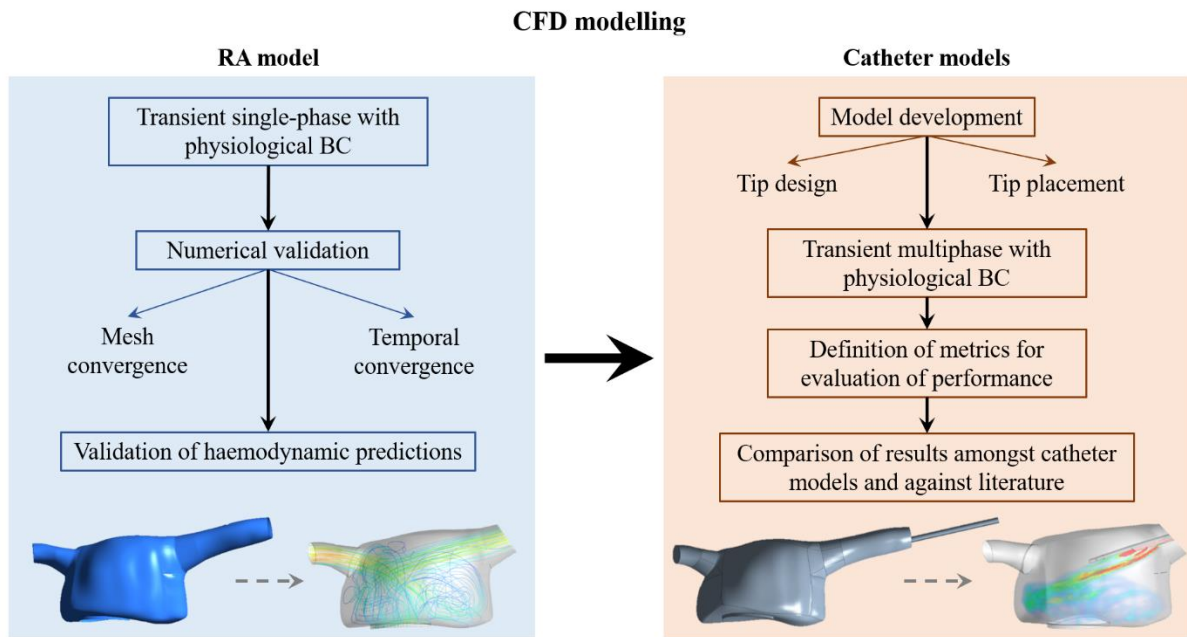 CFD modelling
RA model
Transient single-phase with
physiological BC
Numerical validation
Mesh
convergence
Temporal
convergence
Validation of haemodynamic predictions
Catheter models
Model development
Tip design
Tip placement
Transient multiphase with
physiological BC
Definition of metrics for
evaluation of performance
Comparison of results amongst catheter
models and against literature